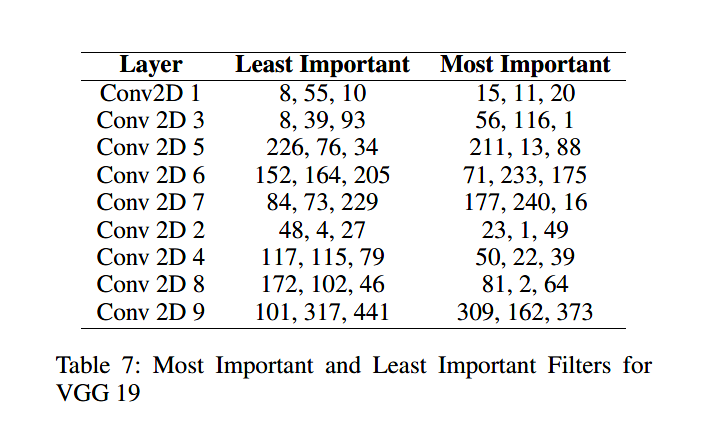 Layer Least Important Most Important
Conv2D 1 8, 55, 10 15, 11, 20
Conv 2D 3 8, 39, 93 56, 116, 1
Conv 2D 5 226, 76, 34 211, 13, 88
Conv 2D 6 152, 164, 205 71, 233, 175
Conv 2D 7 84, 73, 229 177, 240, 16
Conv 2D 2 48, 4, 27 23, 1, 49
Conv 2D 4 117, 115, 79 50, 22, 39
Conv 2D 8 172, 102, 46 81, 2, 64
Conv 2D 9 101, 317, 441 309, 162, 373
Table 7: Most Important and Least Important Filters for
VGG 19